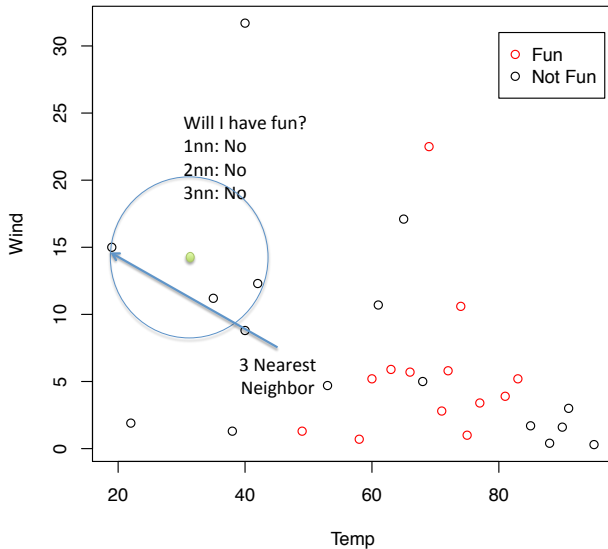 30
25
20
15
10
5
0
Wind
Fun
Not Fun
Will I have fun?
1nn: No
2nn: No
3nn: No
3 Nearest
Neighbor
20 40 60 80
Temp